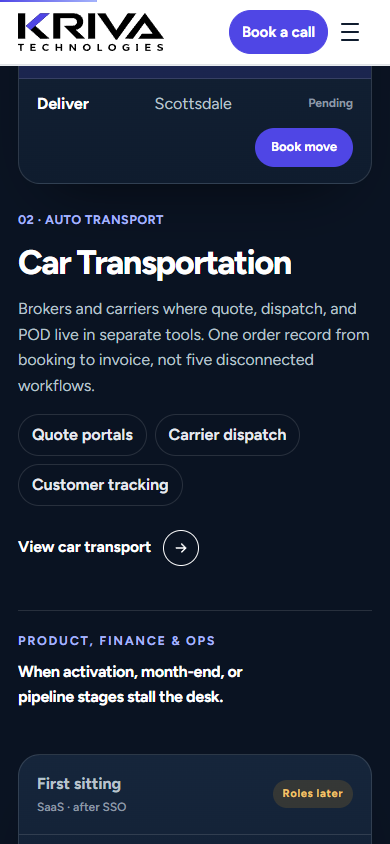 KRIVA
TECHNOLOGIES
Book a call
Deliver Scottsdale Pending
Book move
02 · AUTO TRANSPORT
Car Transportation
Brokers and carriers where quote, dispatch, and
POD live in separate tools. One order record from
booking to invoice, not five disconnected
workflows.
Quote portals Carrier dispatch
Customer tracking
View car transport
PRODUCT, FINANCE & OPS
When activation, month-end, or
pipeline stages stall the desk.
First sitting
SaaS · after SSO
Roles later